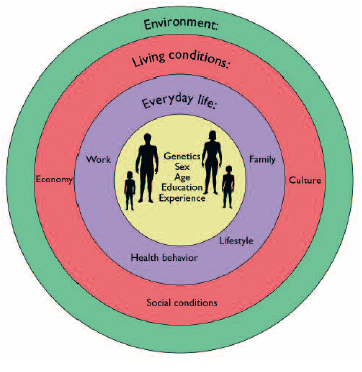 Environment:
Living conditions:
Everyday life:
Work
Genetics
Sex
Age
Education
Experience
Family
Economy
Culture
Lifestyle
Health behavior
Social conditions